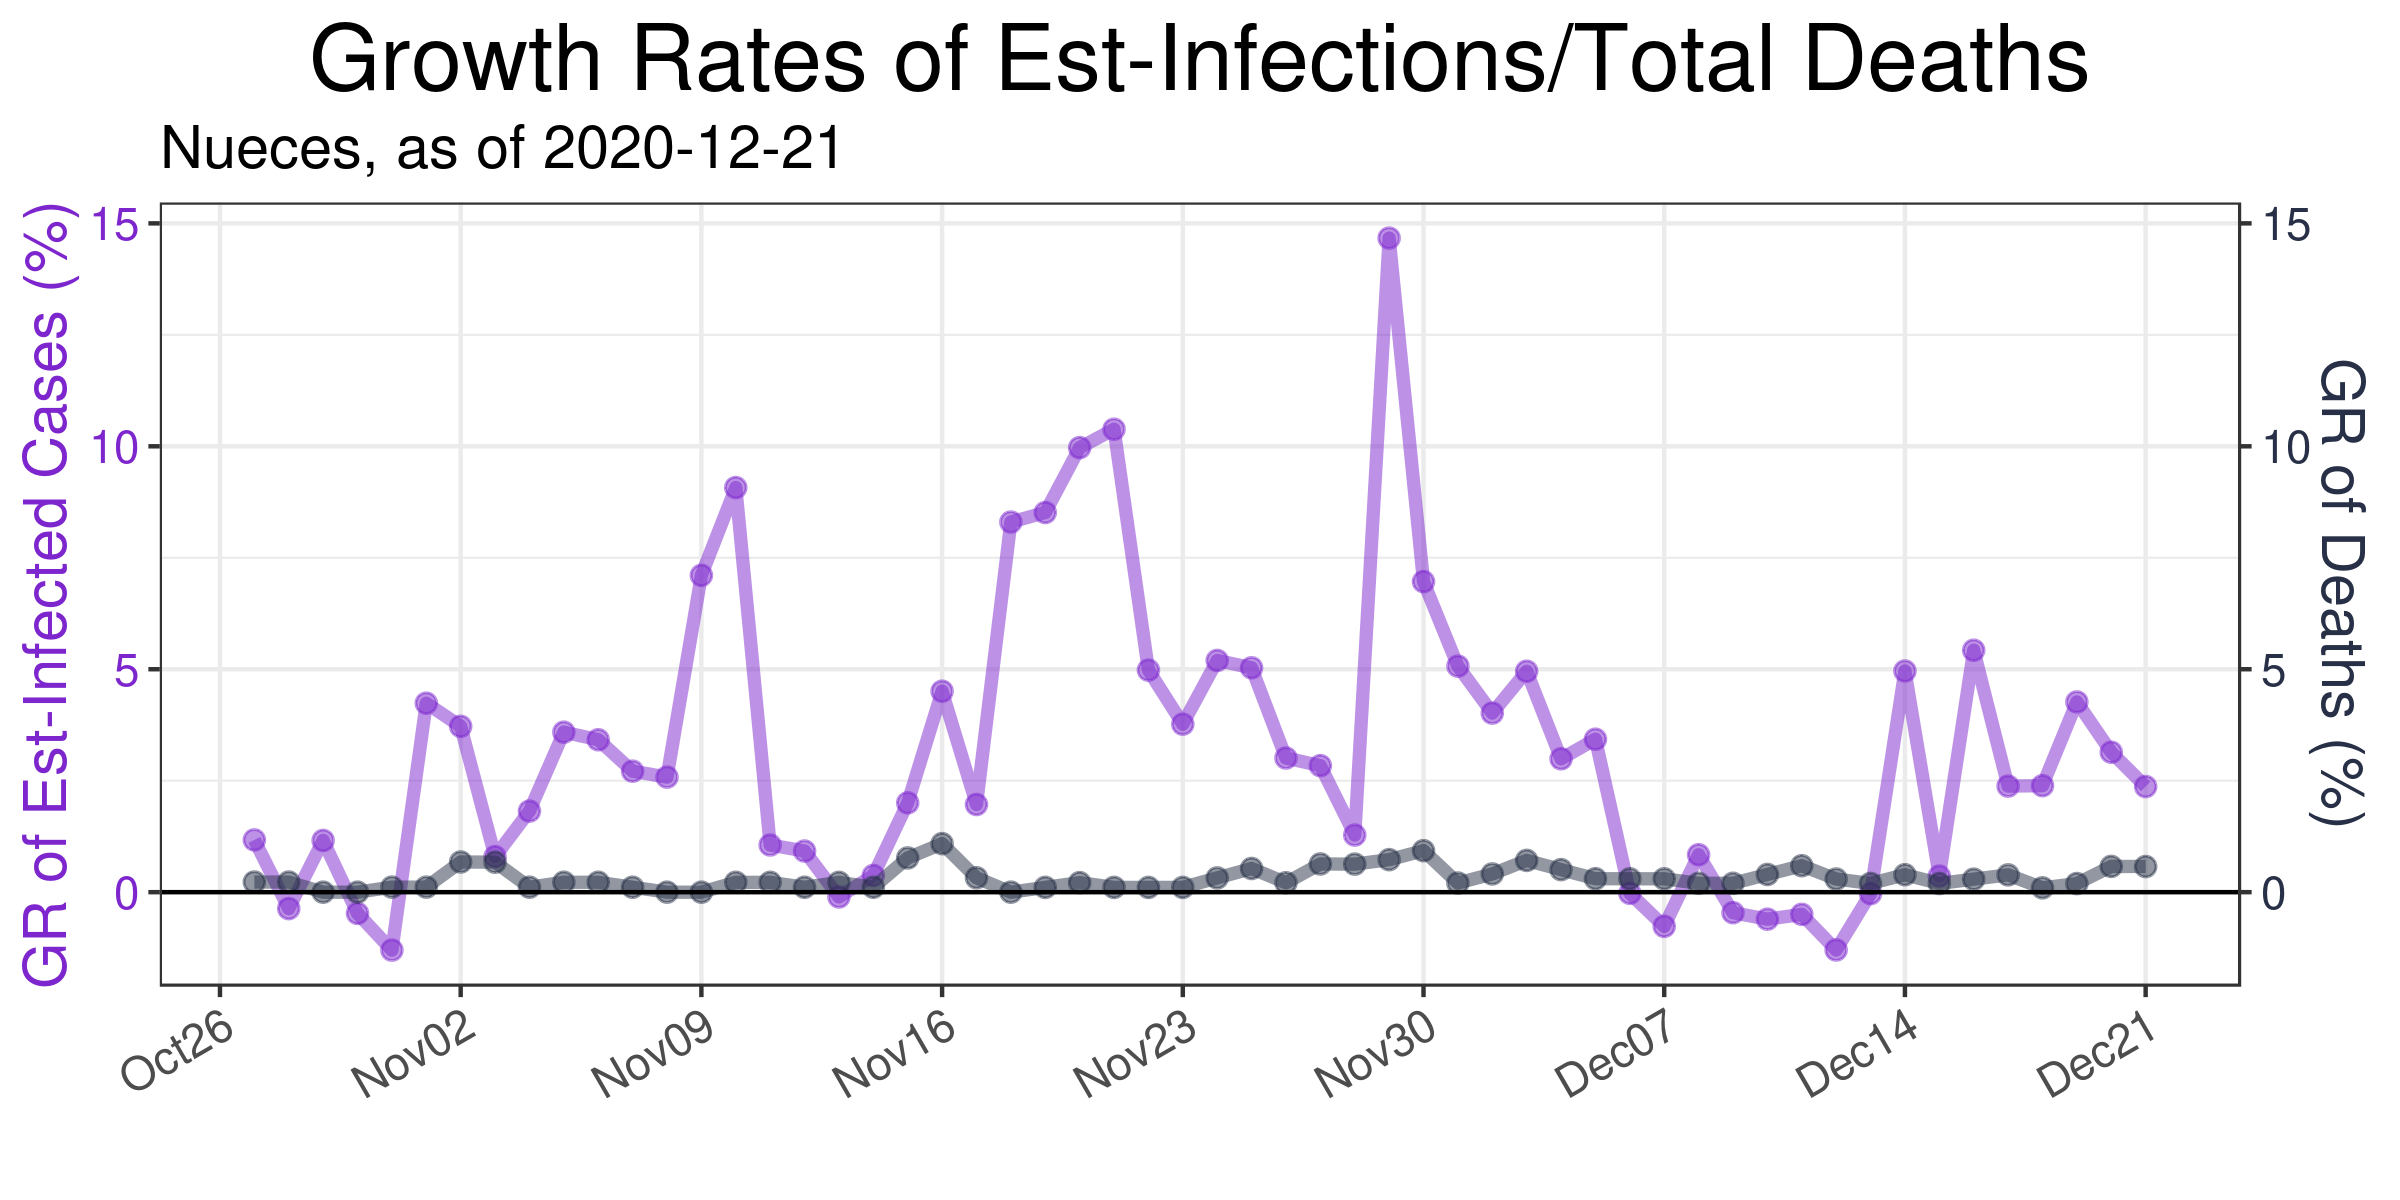 Growth Rates of Est-Infections/Total Deaths
Nueces, as of 2020-12-21
GR of Est-Infected Cases (%)
15
10
5
0
15
10
5
0
GR of Deaths (%)
Oct26
Nov02
Nov09
Nov16
Nov23
Nov30
Dec07
Dec14
Dec21